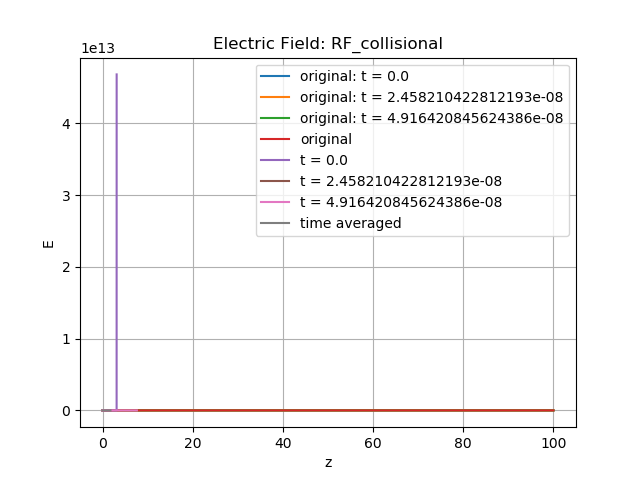 Electric Field: RF_collisional
1e13
original: t = 0.0
original: t = 2.458210422812193e-08
original: t = 4.916420845624386e-08
original
t = 0.0
t = 2.458210422812193e-08
t = 4.916420845624386e-08
time averaged
4
3
2
1
0
E
0 20 40 60 80 100
z